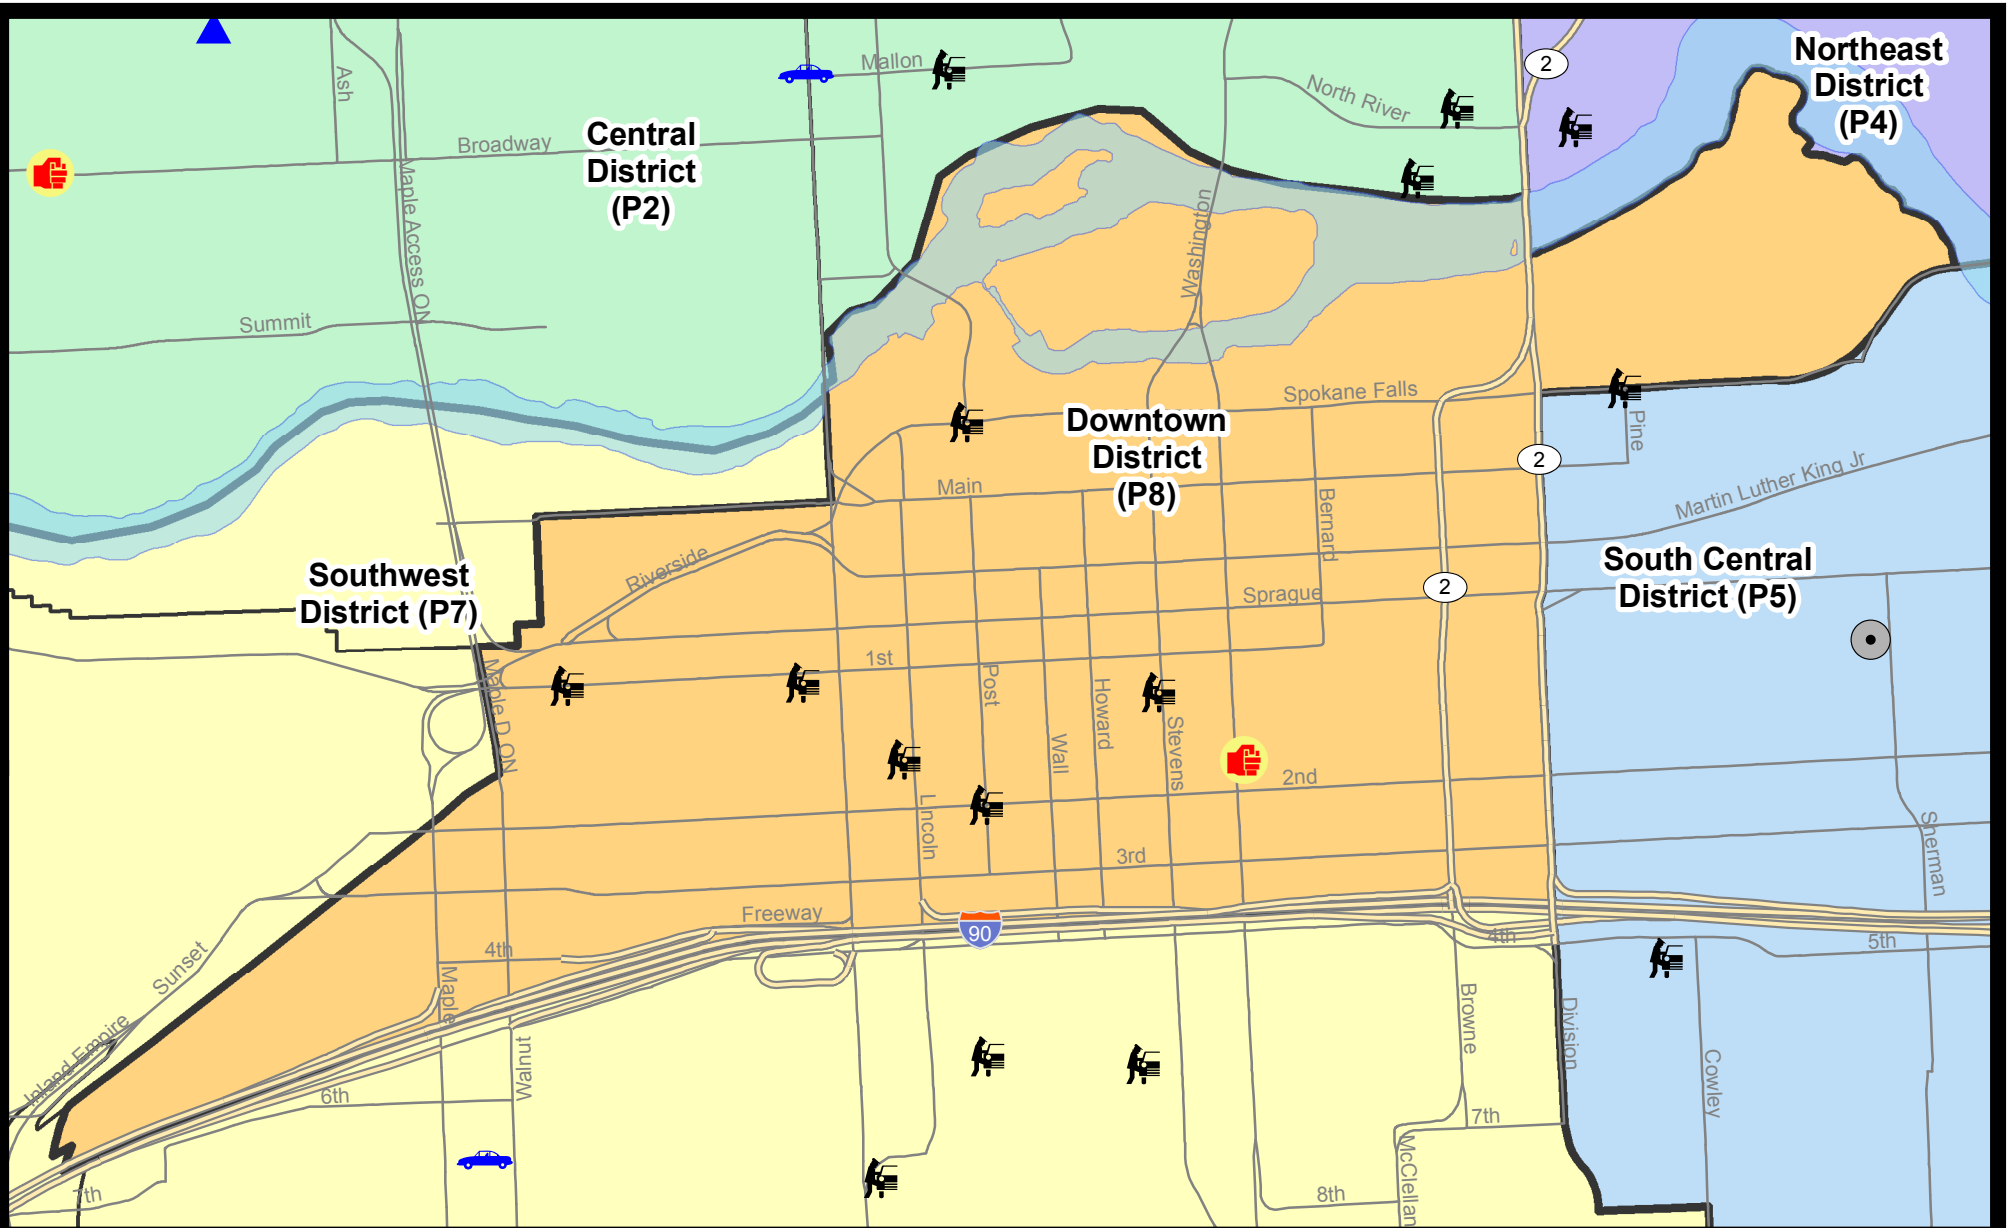 2
Northeast
District
(P4)
Mallon
Ash
North River
Central
District
(P2)
Broadway
Maple Access ON
Washington
Summit
Spokane Falls
Downtown
District
(P8)
Pine
2
Main
Bernard
Martin Luther King Jr
Southwest
District (P7)
Riverside
South Central
District (P5)
2
Sprague
1st
Maple D ON
Post
Howard
Stevens
Wall
2nd
Lincoln
Sherman
3rd
Freeway
90
4th
4th
5th
Sunset
Maple
Browne
Division
Inland Empire
Walnut
Cowley
6th
7th
McClellan
7th
8th